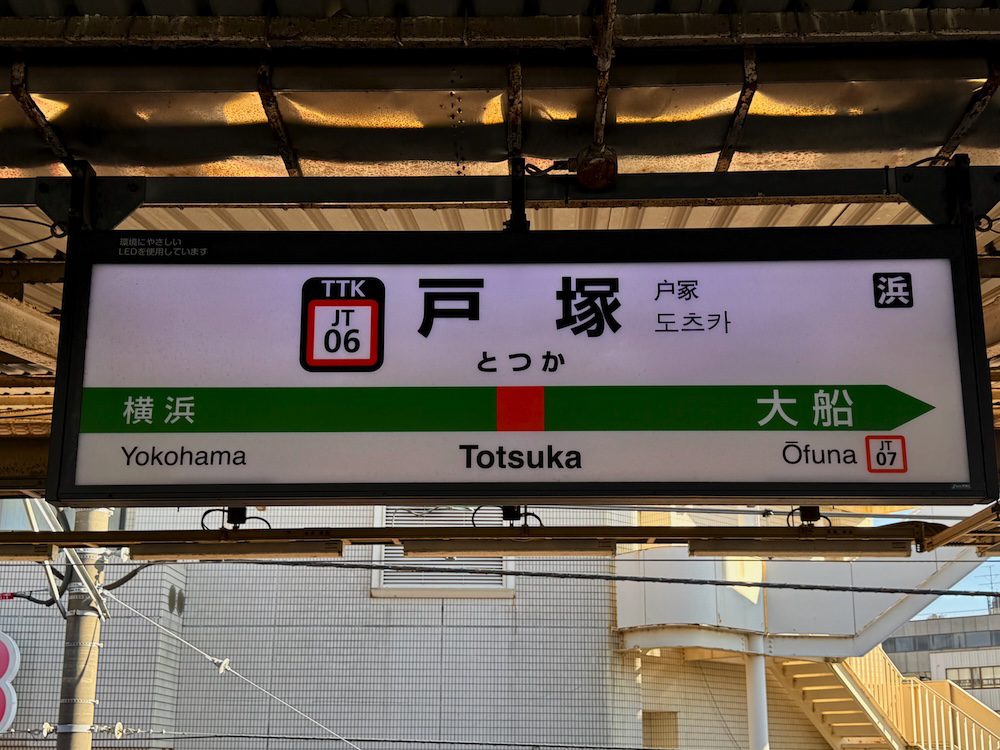 環境にやさしい
LEDを使用しています
TTK
JT
06
戸塚
户冢
도츠카
浜
とつか
横浜
大船
Yokohama
Totsuka
Ōfuna
JT
07